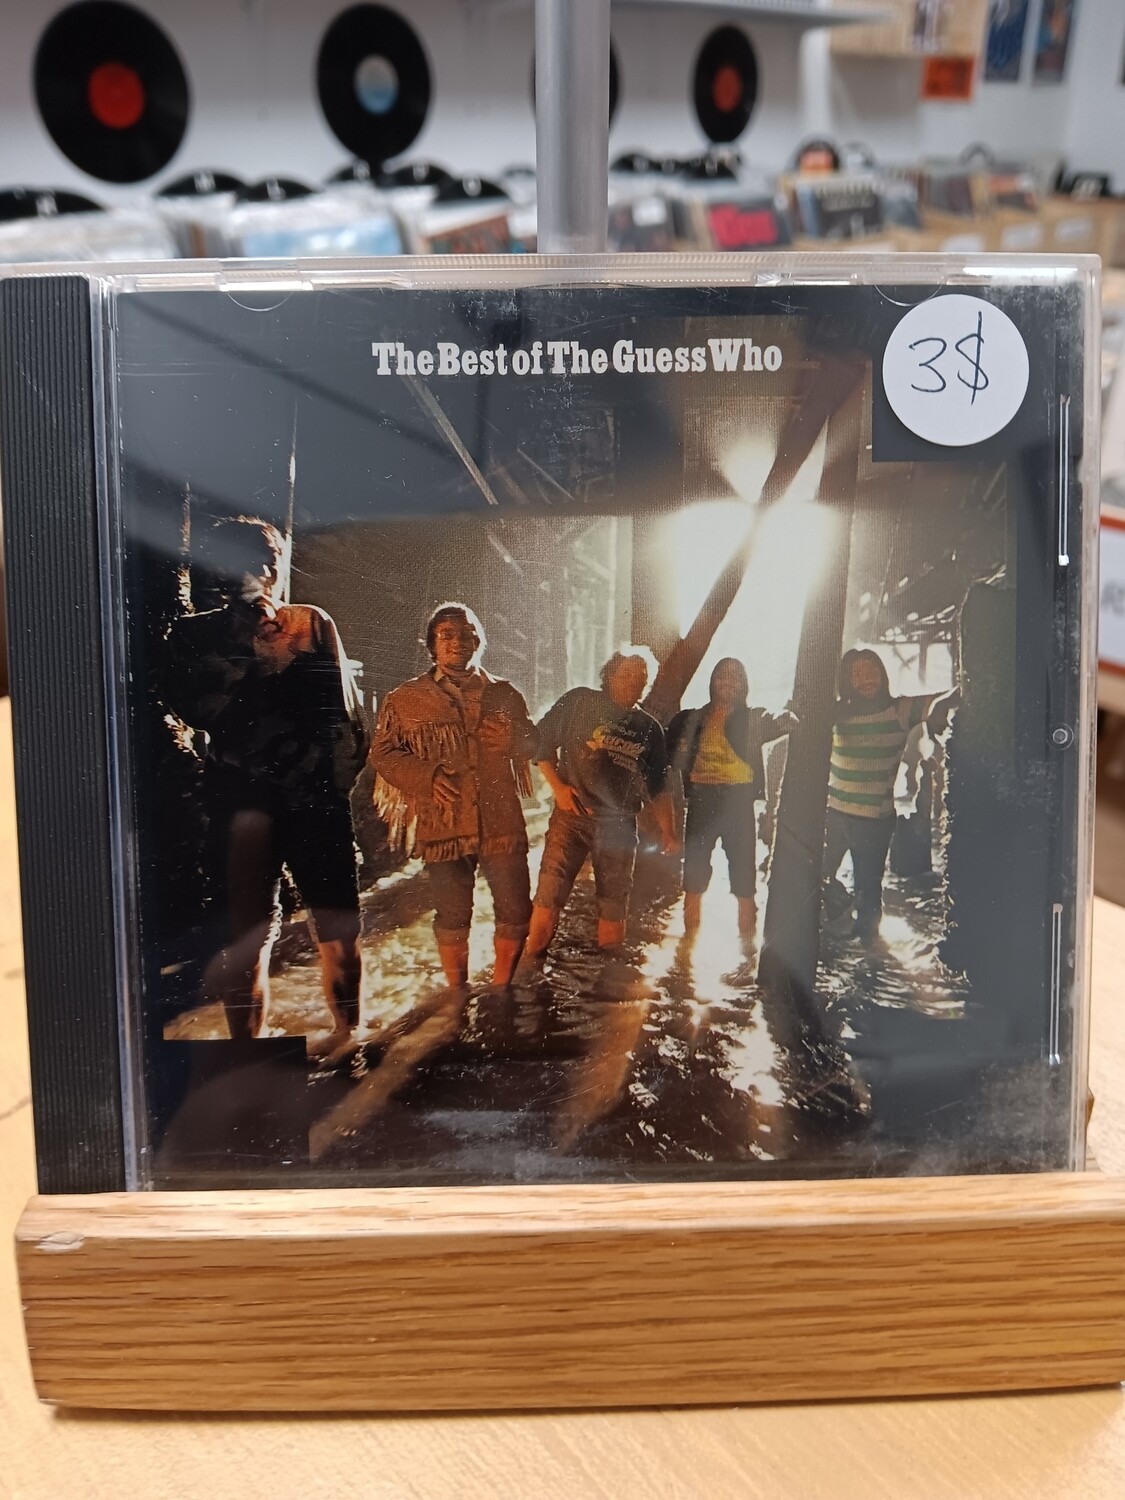 The Best of The Guess Who
3$